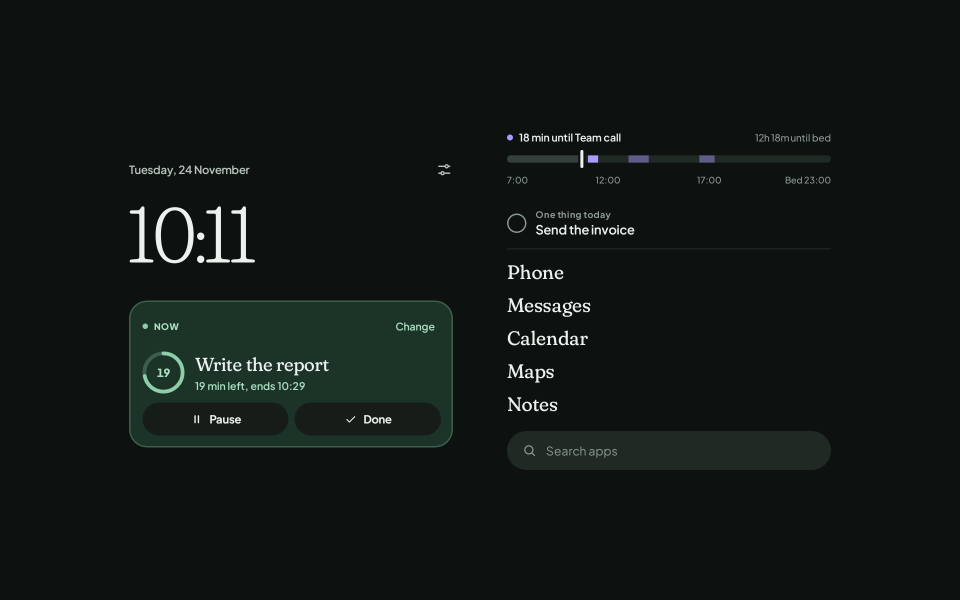 Tuesday, 24 November
10:11
NOW
Change
19
Write the report
19 min left, ends 10:29
Pause
Done
18 min until Team call
12h 18m until bed
7:00
12:00
17:00
Bed 23:00
One thing today
Send the invoice
Phone
Messages
Calendar
Maps
Notes
Search apps